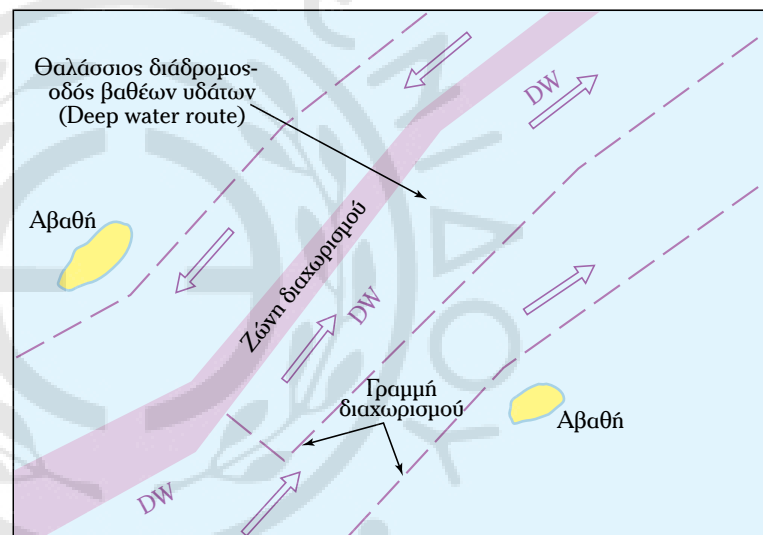 Θαλάσσιος διάδρομος-
οδός βαθέων υδάτων
(Deep water route)
DW
Αβαθή
Ζώνη διαχωρισμού
DW
Γραμμή
διαχωρισμού
Αβαθή
DW